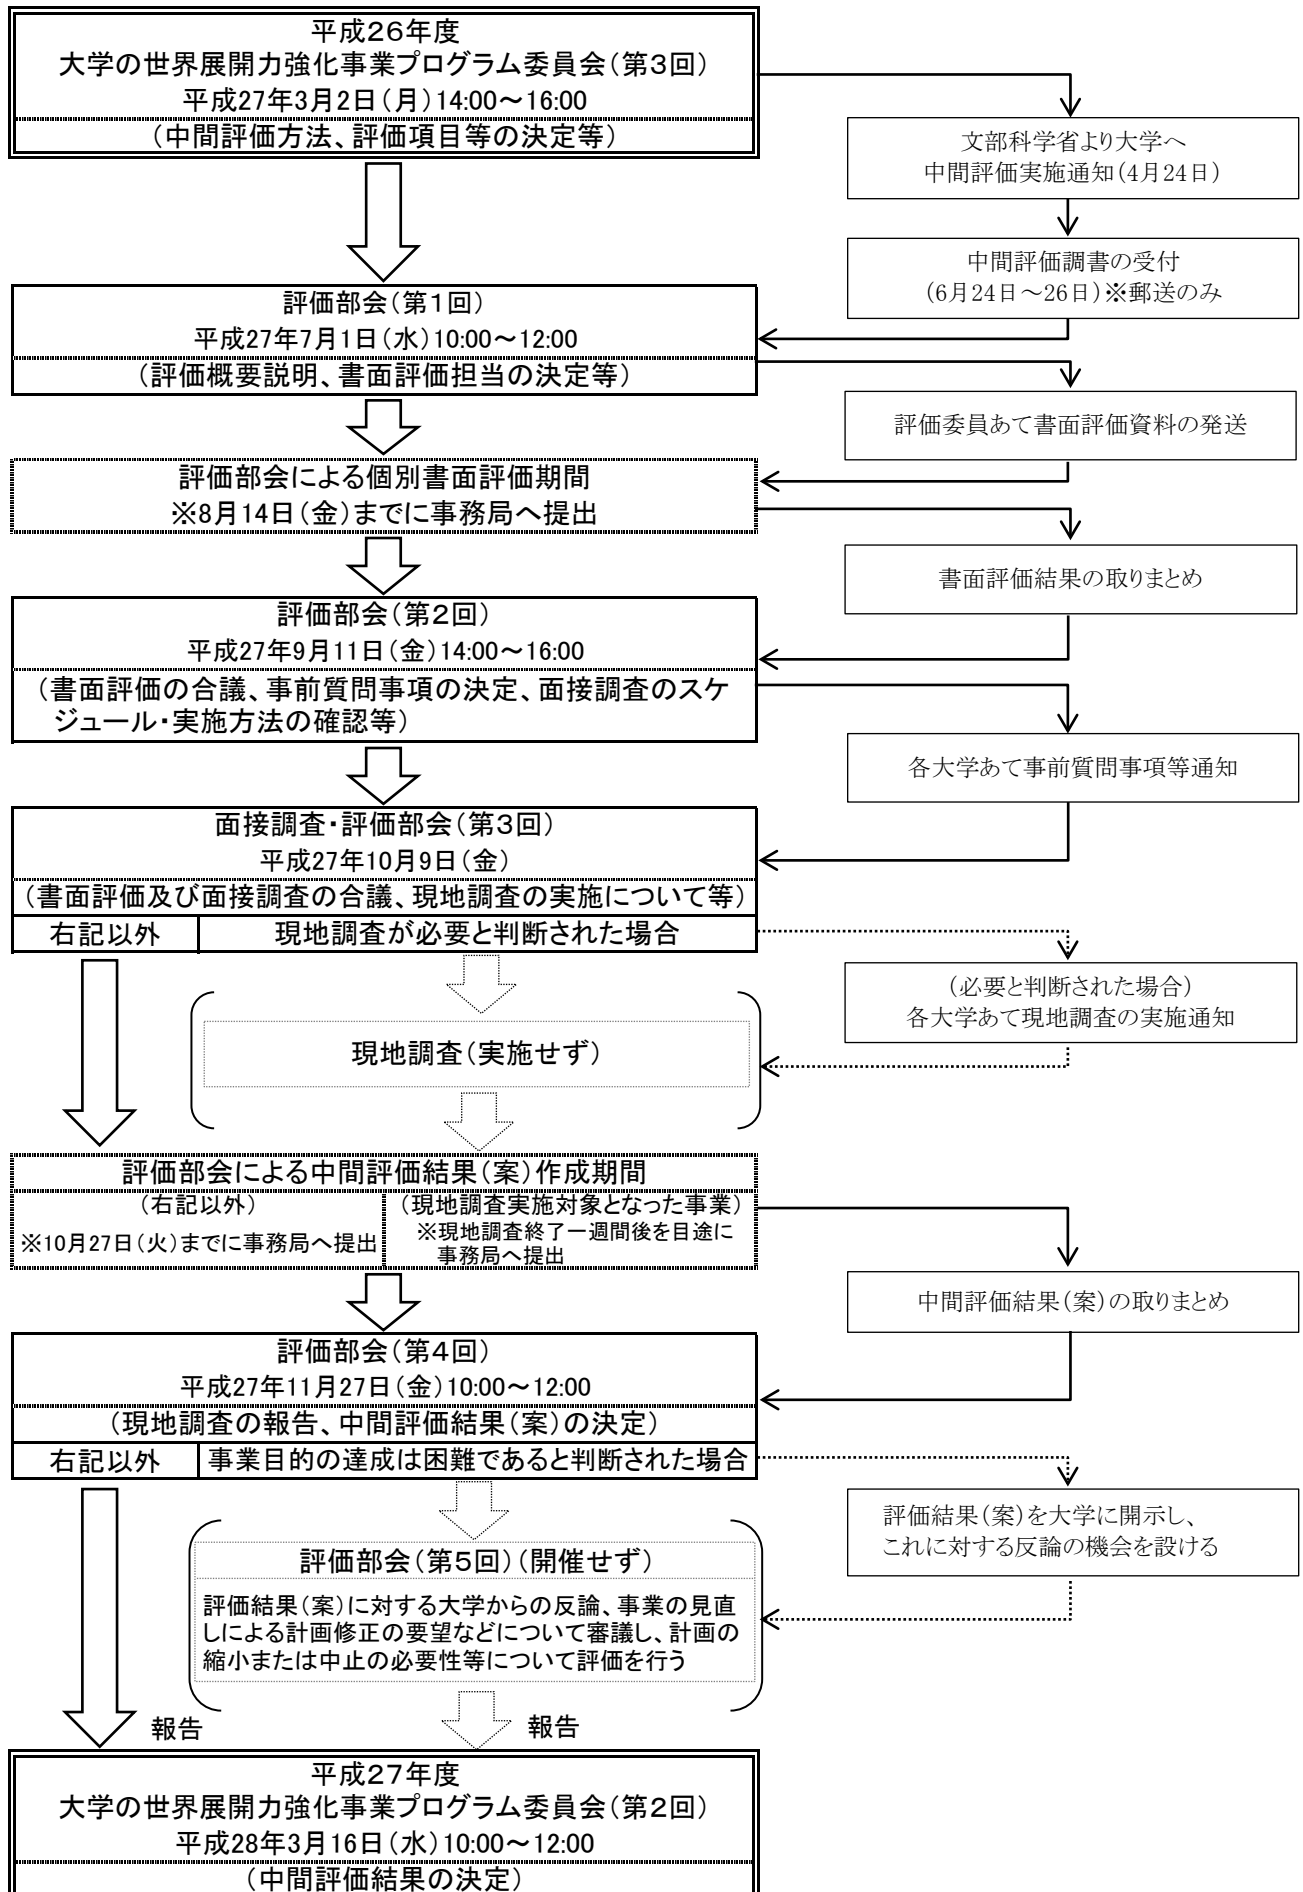 平成26年度
大学の世界展開力強化事業プログラム委員会(第3回)
平成27年3月2日(月)14:00~16:00
(中間評価方法、評価項目等の決定等)
文部科学省より大学へ
中間評価実施通知(4月24日)
中間評価調書の受付
(6月24日~26日)※郵送のみ
評価部会(第1回)
平成27年7月1日(水)10:00~12:00
(評価概要説明、書面評価担当の決定等)
評価委員あて書面評価資料の発送
評価部会による個別書面評価期間
※8月14日(金)までに事務局へ提出
書面評価結果の取りまとめ
評価部会(第2回)
平成27年9月11日(金)14:00~16:00
(書面評価の合議、事前質問事項の決定、面接調査のスケ
ジュール・実施方法の確認等)
各大学あて事前質問事項等通知
面接調査・評価部会(第3回)
平成27年10月9日(金)
(書面評価及び面接調査の合議、現地調査の実施について等)
右記以外 現地調査が必要と判断された場合
(必要と判断された場合)
各大学あて現地調査の実施通知
現地調査(実施せず)
評価部会による中間評価結果(案)作成期間
(右記以外) (現地調査実施対象となった事業)
※10月27日(火)までに事務局へ提出 ※現地調査終了一週間後を目途に
事務局へ提出
中間評価結果(案)の取りまとめ
評価部会(第4回)
平成27年11月27日(金)10:00~12:00
(現地調査の報告、中間評価結果(案)の決定)
右記以外 事業目的の達成は困難であると判断された場合
評価結果(案)を大学に開示し、
これに対する反論の機会を設ける
評価部会(第5回)(開催せず)
評価結果(案)に対する大学からの反論、事業の見直
しによる計画修正の要望などについて審議し、計画の
縮小または中止の必要性等について評価を行う
報告 報告
平成27年度
大学の世界展開力強化事業プログラム委員会(第2回)
平成28年3月16日(水)10:00~12:00
(中間評価結果の決定)